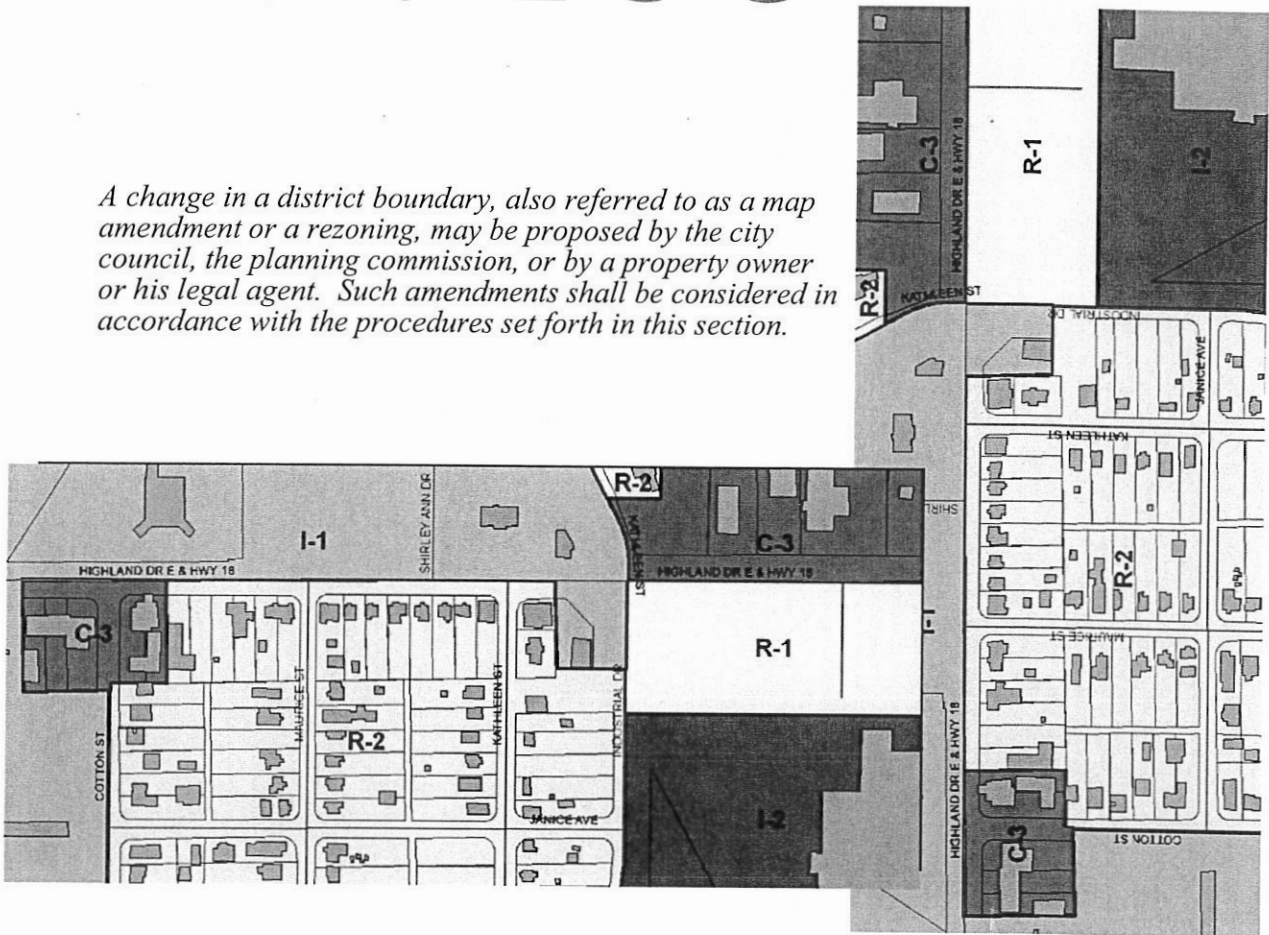 A change in a district boundary, also referred to as a map
amendment or a rezoning, may be proposed by the city
council, the planning commission, or by a property owner
or his legal agent. Such amendments shall be considered in
accordance with the procedures set forth in this section.
C-3
HIGHLAND DR E & HWY 18
R-1
I-2
R-2
KATHLEEN ST
INDUSTRIAL DR
JANICE AVE
KATHLEEN ST
SHIRL
R-2
I-1
MAURICE ST
HIGHLAND DR E & HWY 18
C-3
COTTON ST
I-1
SHIRLEY ANN DR
R-2
KATHLEEN ST
C-3
HIGHLAND DR E & HWY 18
HIGHLAND DR E & HWY 18
C-3
R-1
COTTON ST
MAURICE ST
R-2
KATHLEEN ST
INDUSTRIAL DR
JANICE AVE
I-2